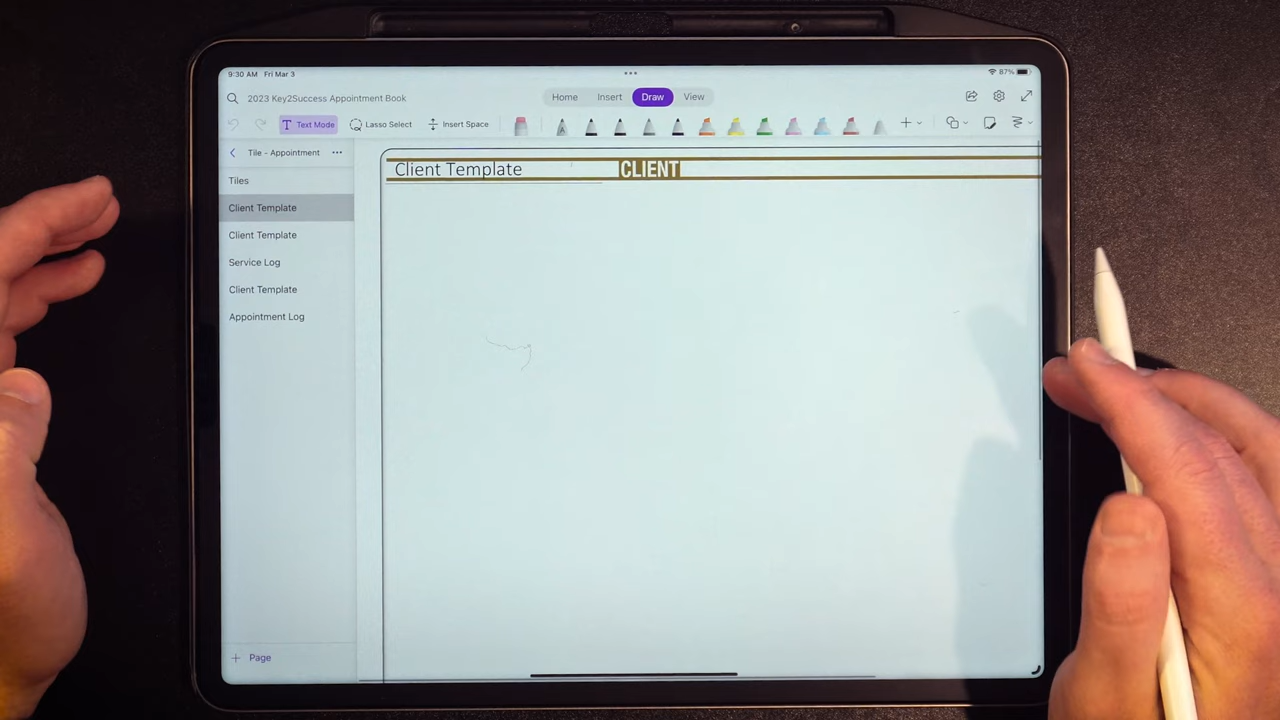 9:30 AM Fri Mar 3
87%
2023 Key2Success Appointment Book
Home Insert Draw View
Text Mode Lasso Select Insert Space
Tile - Appointment
Tiles
Client Template
Client Template
Service Log
Client Template
Appointment Log
Page
Client Template CLIENT